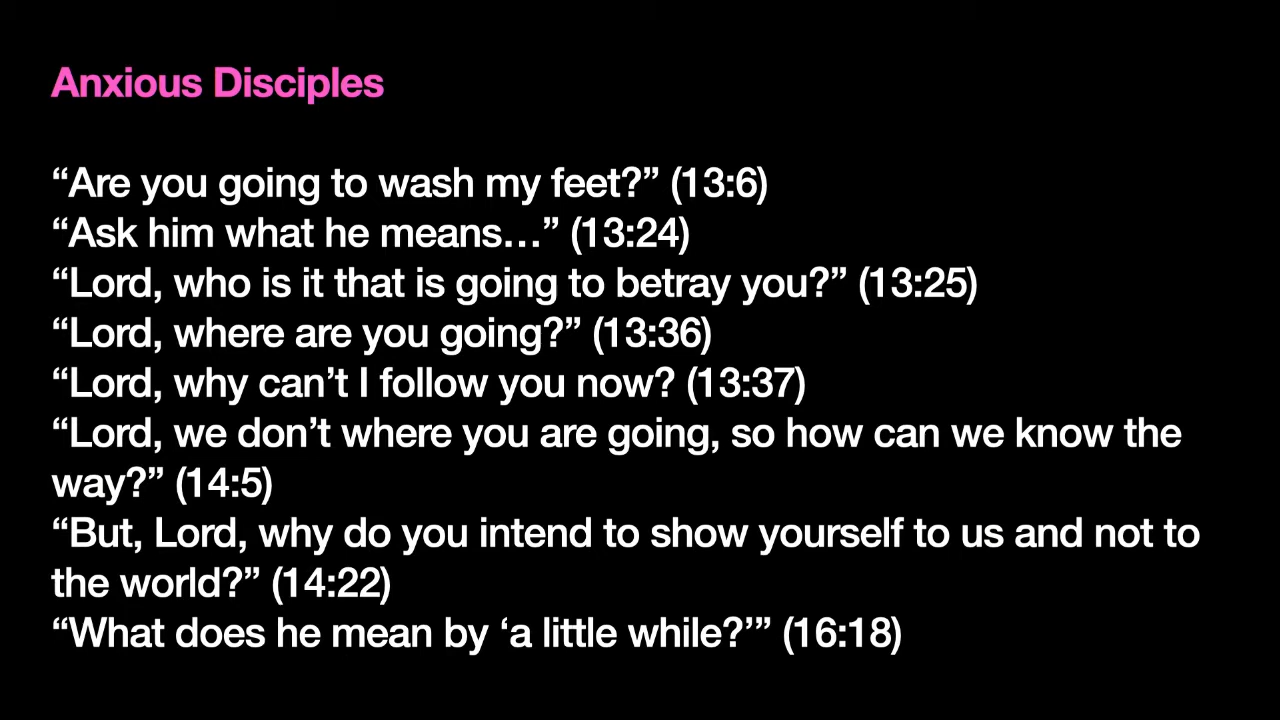 Anxious Disciples
“Are you going to wash my feet?” (13:6)
“Ask him what he means…” (13:24)
“Lord, who is it that is going to betray you?” (13:25)
“Lord, where are you going?” (13:36)
“Lord, why can’t I follow you now? (13:37)
“Lord, we don’t where you are going, so how can we know the
way?” (14:5)
“But, Lord, why do you intend to show yourself to us and not to
the world?” (14:22)
“What does he mean by ‘a little while?’” (16:18)